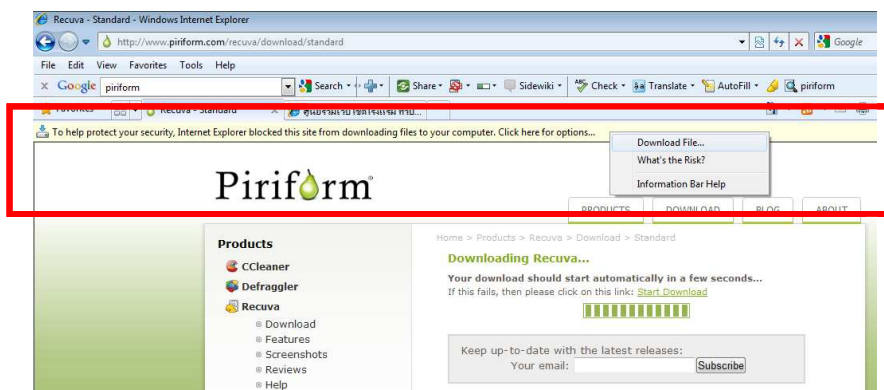 Recuva - Standard - Windows Internet Explorer
http://www.piriform.com/recuva/download/standard
Google
File Edit View Favorites Tools Help
x Google piriform Search Share Sidewiki Check Translate AutoFill piriform
Favorites Recuva - Standard x
To help protect your security, Internet Explorer blocked this site from downloading files to your computer. Click here for options...
Download File...
What's the Risk?
Information Bar Help
Piriform
PRODUCTS DOWNLOAD BLOG ABOUT
Home > Products > Recuva > Download > Standard
Products
CCleaner
Defraggler
Recuva
Download
Features
Screenshots
Reviews
Help
Downloading Recuva...
Your download should start automatically in a few seconds...
If this fails, then please click on this link: Start Download
Keep up-to-date with the latest releases:
Your email: Subscribe